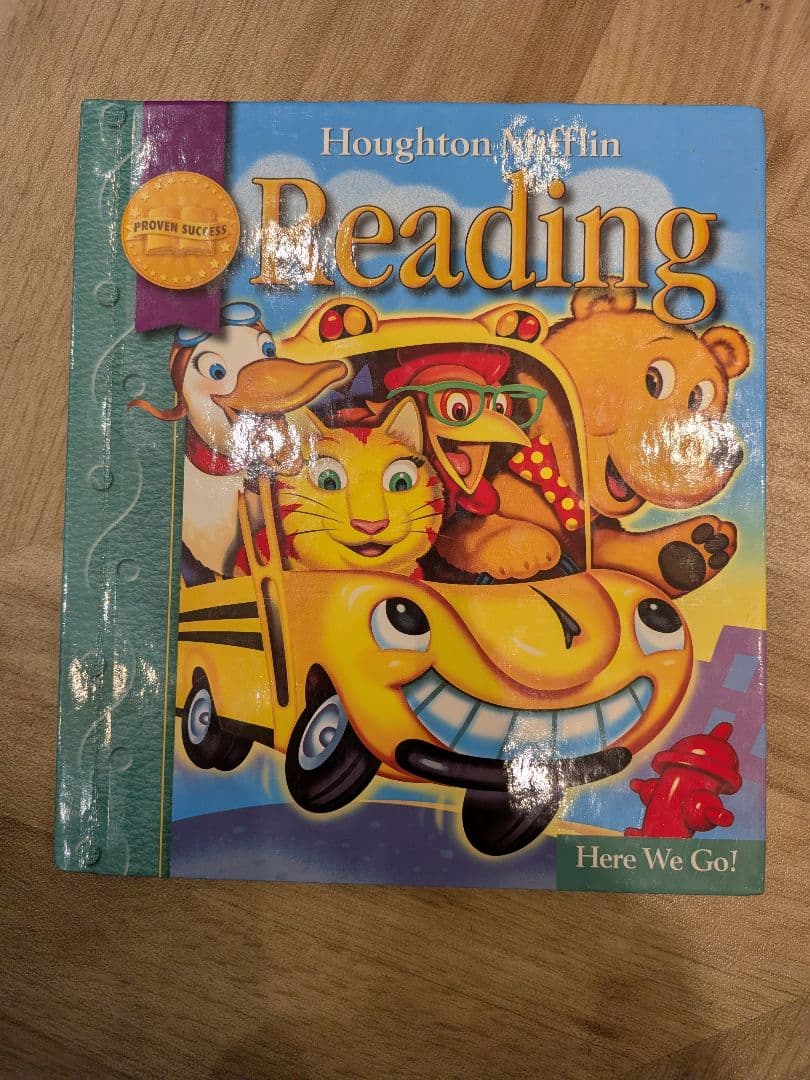 Houghton Mifflin
Reading
PROVEN SUCCESS
Here We Go!